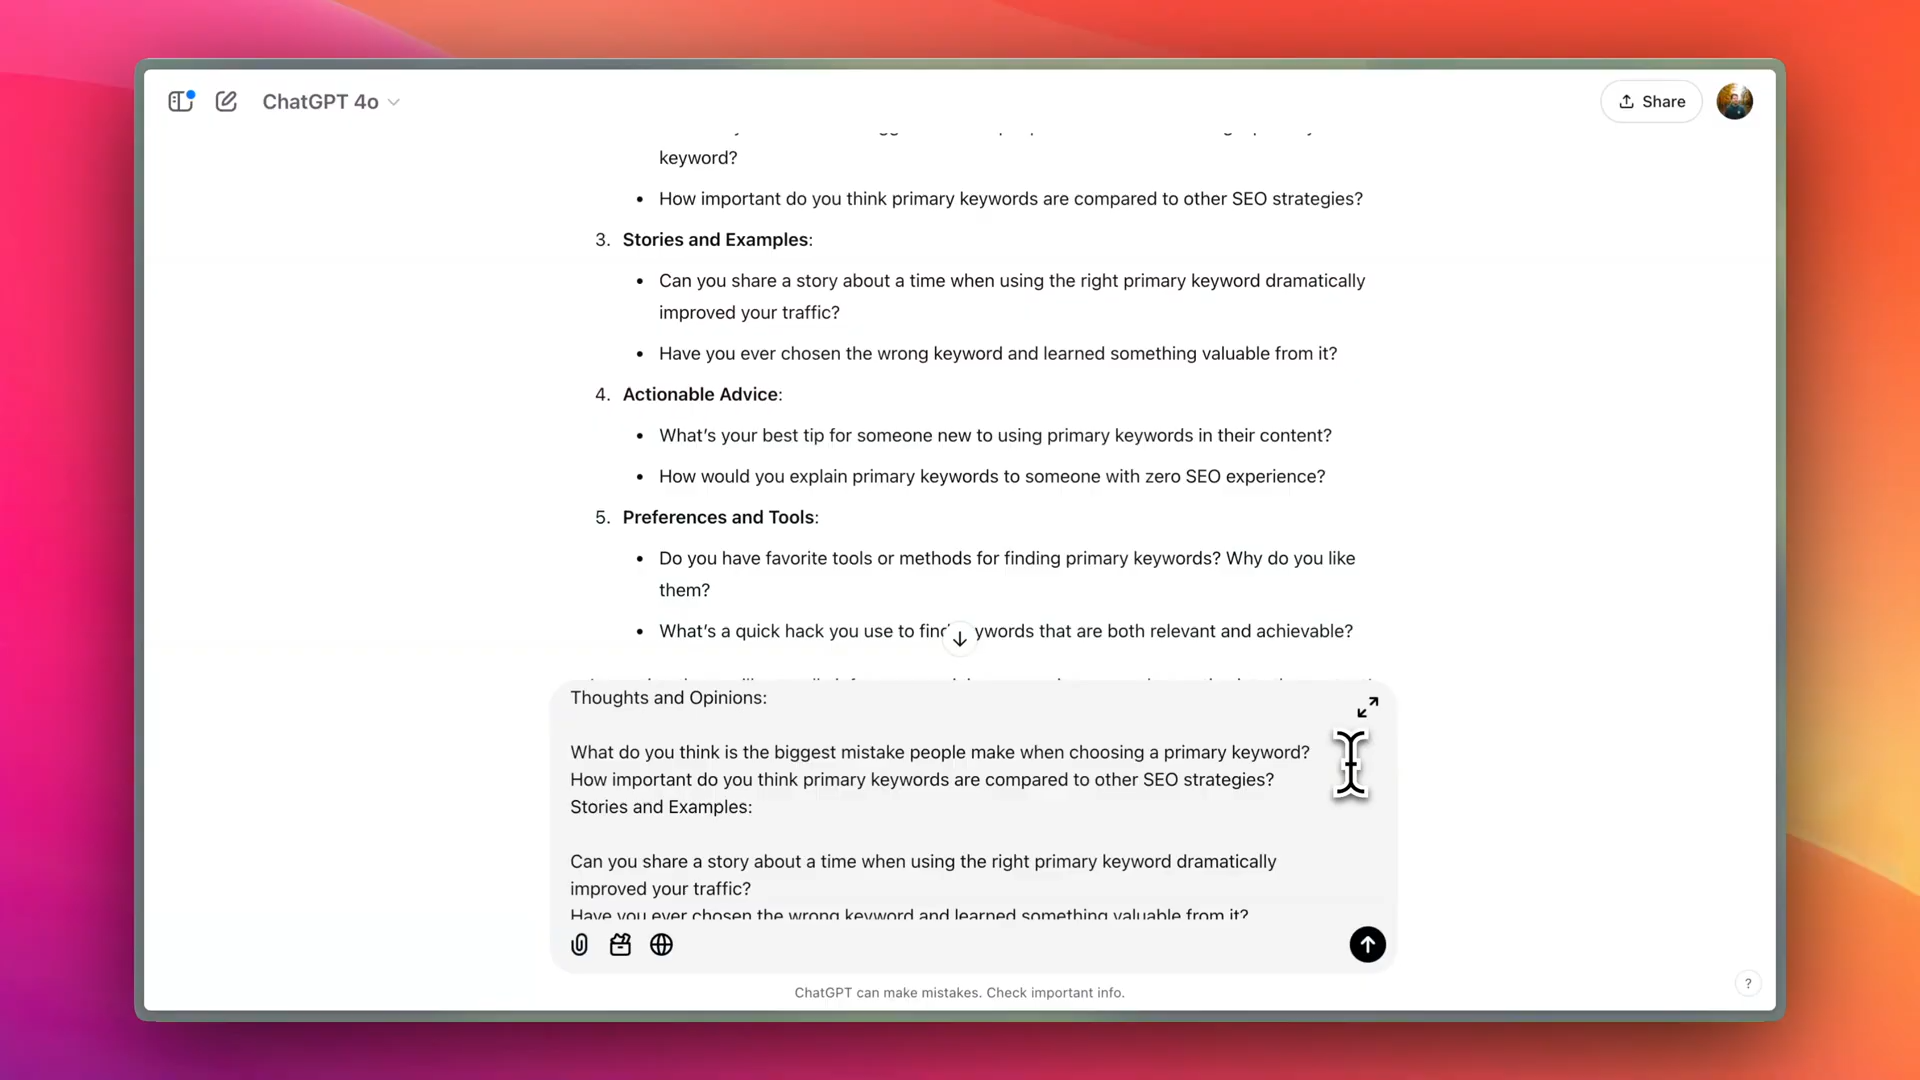 ChatGPT 4o
Share
keyword?
• How important do you think primary keywords are compared to other SEO strategies?
3. Stories and Examples:
• Can you share a story about a time when using the right primary keyword dramatically
improved your traffic?
• Have you ever chosen the wrong keyword and learned something valuable from it?
4. Actionable Advice:
• What's your best tip for someone new to using primary keywords in their content?
• How would you explain primary keywords to someone with zero SEO experience?
5. Preferences and Tools:
• Do you have favorite tools or methods for finding primary keywords? Why do you like
them?
• What's a quick hack you use to find ywords that are both relevant and achievable?
Thoughts and Opinions:
What do you think is the biggest mistake people make when choosing a primary keyword?
How important do you think primary keywords are compared to other SEO strategies?
Stories and Examples:
Can you share a story about a time when using the right primary keyword dramatically
improved your traffic?
Have you ever chosen the wrong keyword and learned something valuable from it?
ChatGPT can make mistakes. Check important info.
?